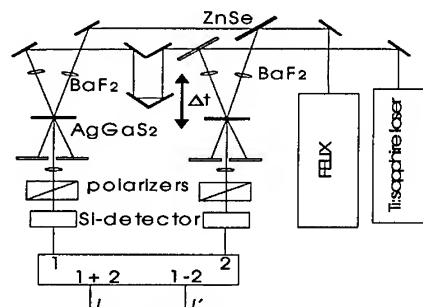 ZnSe
BaF2
BaF2
Δt
AgGaS2
polarizers
Si-detector
FELIX
Ti:sapphire laser
1
2
1+2
1-2
I
I'